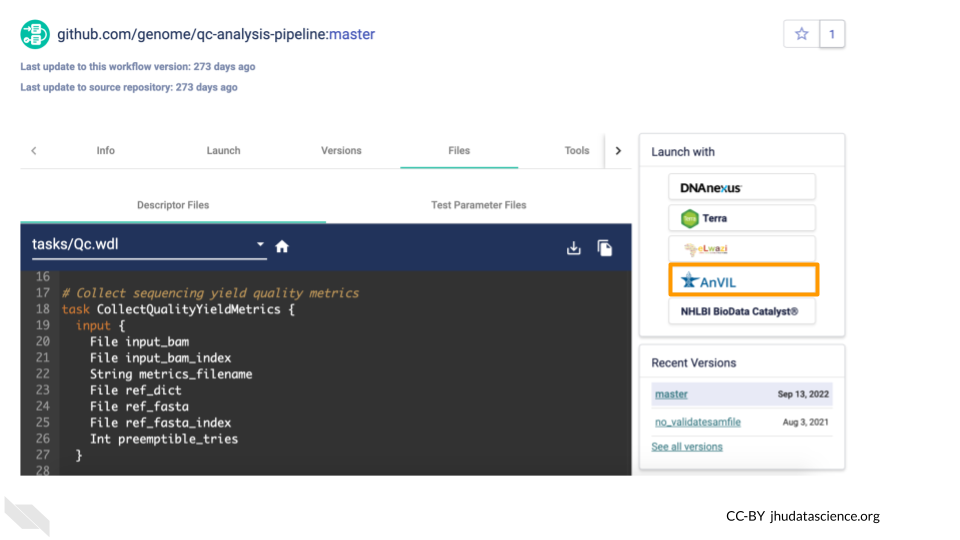 github.com/genome/qc-analysis-pipeline:master
1
Last update to this workflow version: 273 days ago
Last update to source repository: 273 days ago
Info Launch Versions Files Tools
Descriptor Files Test Parameter Files
tasks/Qc.wdl
16
17 # Collect sequencing yield quality metrics
18 task CollectQualityYieldMetrics {
19 input {
20 File input_bam
21 File input_bam_index
22 String metrics_filename
23 File ref_dict
24 File ref_fasta
25 File ref_fasta_index
26 Int preemptible_tries
27 }
28
Launch with
DNAnexus
Terra
eLwazi
AnVIL
NHLBI BioData Catalyst®
Recent Versions
master Sep 13, 2022
no_validatesamfile Aug 3, 2021
See all versions
CC-BY jhudatascience.org